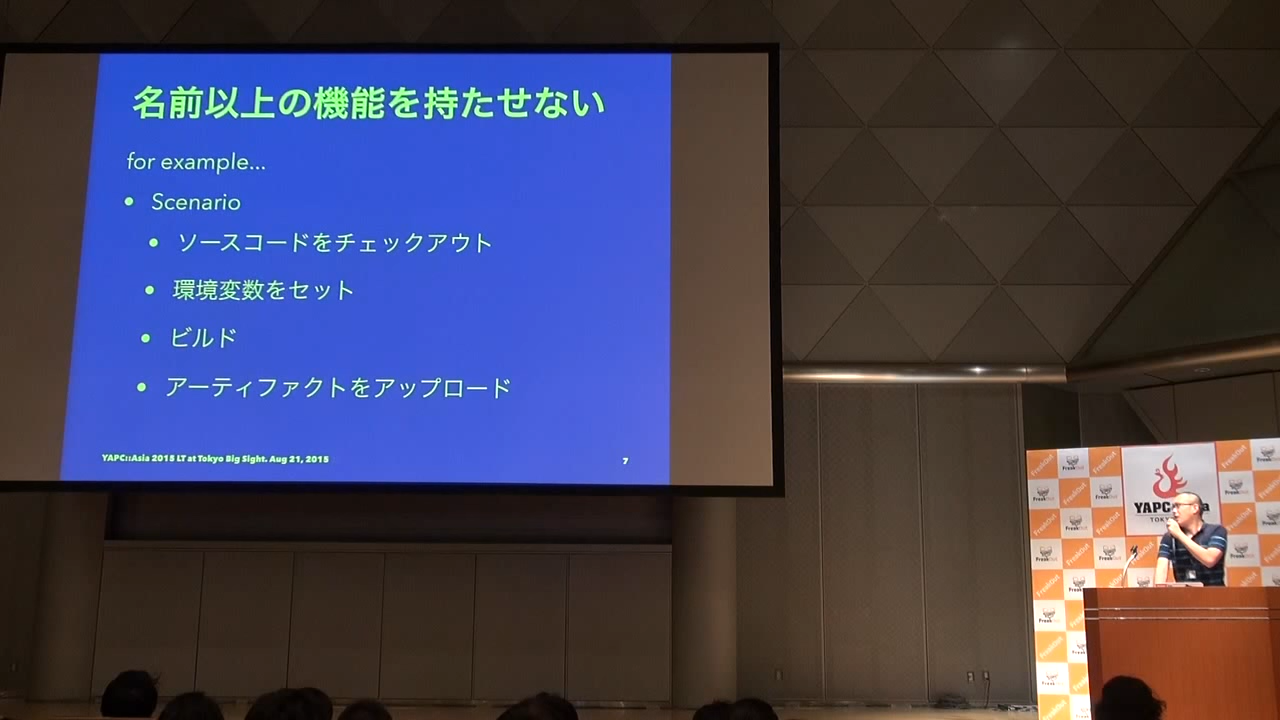 名前以上の機能を持たせない
for example...
• Scenario
• ソースコードをチェックアウト
• 環境変数をセット
• ビルド
• アーティファクトをアップロード
YAPC::Asia 2015 LT at Tokyo Big Sight. Aug 21, 2015
7
FreakOut